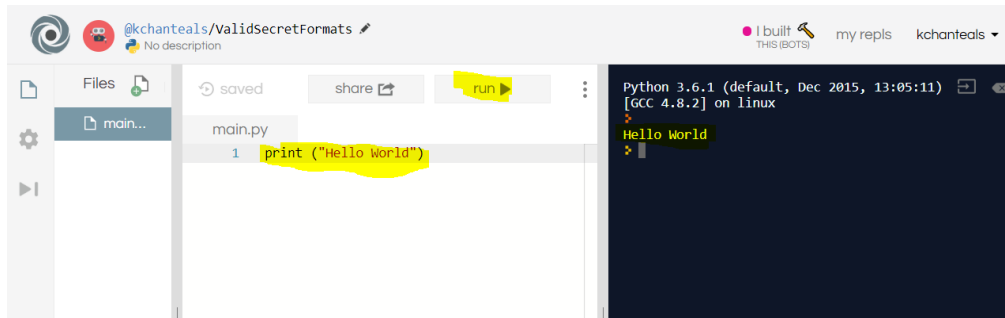 @kchanteals/ValidSecretFormats
No description
I built
THIS (BOTS)
my repls
kchanteals
Files
main...
saved
share
run
main.py
1 print ("Hello World")
Python 3.6.1 (default, Dec 2015, 13:05:11)
[GCC 4.8.2] on linux
Hello World